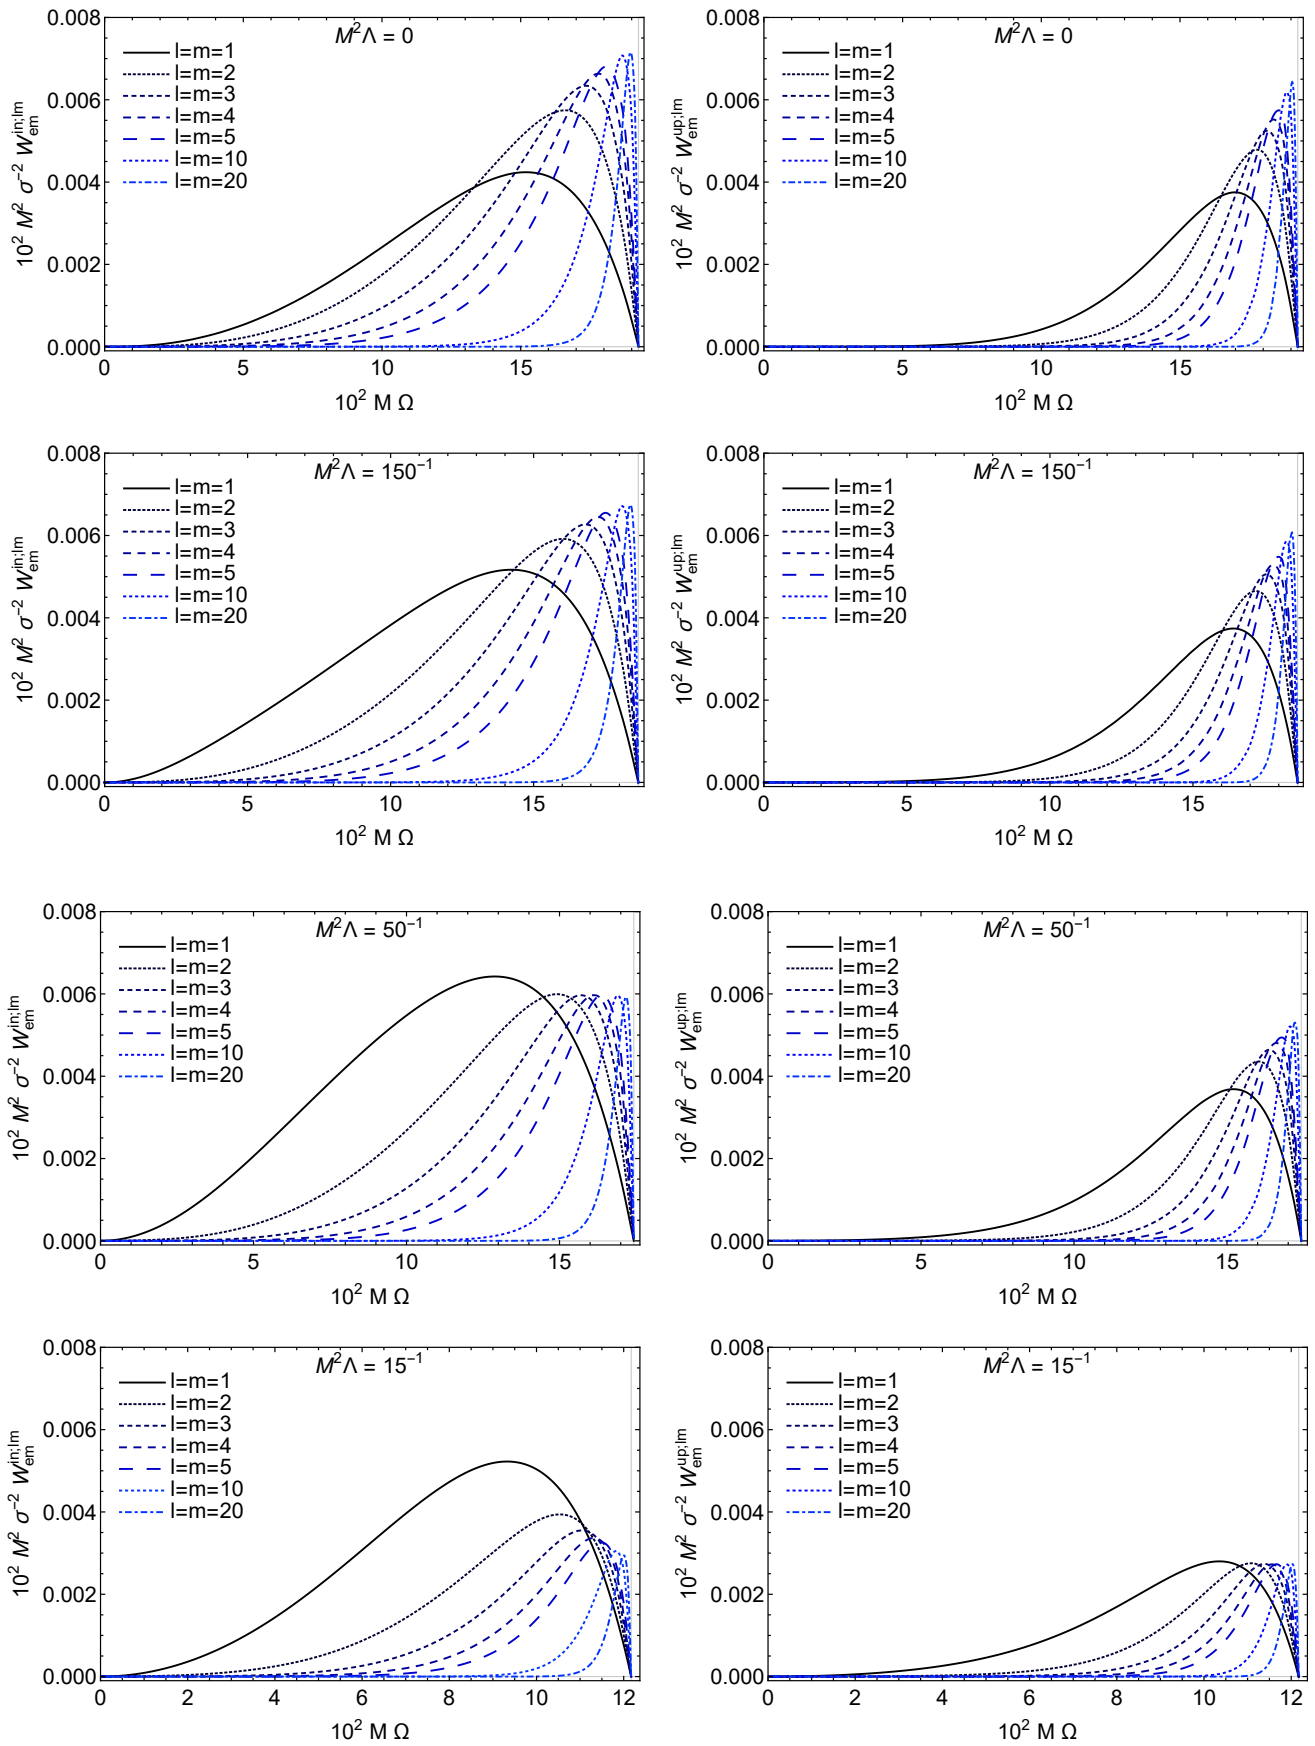 M²Λ = 0
l=m=1
l=m=2
l=m=3
l=m=4
l=m=5
l=m=10
l=m=20
0.008
0.006
0.004
0.002
0.000
10² M² σ⁻² W_em^in;lm
0 5 10 15
10² M Ω
M²Λ = 0
l=m=1
l=m=2
l=m=3
l=m=4
l=m=5
l=m=10
l=m=20
0.008
0.006
0.004
0.002
0.000
10² M² σ⁻² W_em^up;lm
0 5 10 15
10² M Ω
M²Λ = 150⁻¹
l=m=1
l=m=2
l=m=3
l=m=4
l=m=5
l=m=10
l=m=20
0.008
0.006
0.004
0.002
0.000
10² M² σ⁻² W_em^in;lm
0 5 10 15
10² M Ω
M²Λ = 150⁻¹
l=m=1
l=m=2
l=m=3
l=m=4
l=m=5
l=m=10
l=m=20
0.008
0.006
0.004
0.002
0.000
10² M² σ⁻² W_em^up;lm
0 5 10 15
10² M Ω
M²Λ = 50⁻¹
l=m=1
l=m=2
l=m=3
l=m=4
l=m=5
l=m=10
l=m=20
0.008
0.006
0.004
0.002
0.000
10² M² σ⁻² W_em^in;lm
0 5 10 15
10² M Ω
M²Λ = 50⁻¹
l=m=1
l=m=2
l=m=3
l=m=4
l=m=5
l=m=10
l=m=20
0.008
0.006
0.004
0.002
0.000
10² M² σ⁻² W_em^up;lm
0 5 10 15
10² M Ω
M²Λ = 15⁻¹
l=m=1
l=m=2
l=m=3
l=m=4
l=m=5
l=m=10
l=m=20
0.008
0.006
0.004
0.002
0.000
10² M² σ⁻² W_em^in;lm
0 2 4 6 8 10 12
10² M Ω
M²Λ = 15⁻¹
l=m=1
l=m=2
l=m=3
l=m=4
l=m=5
l=m=10
l=m=20
0.008
0.006
0.004
0.002
0.000
10² M² σ⁻² W_em^up;lm
0 2 4 6 8 10 12
10² M Ω